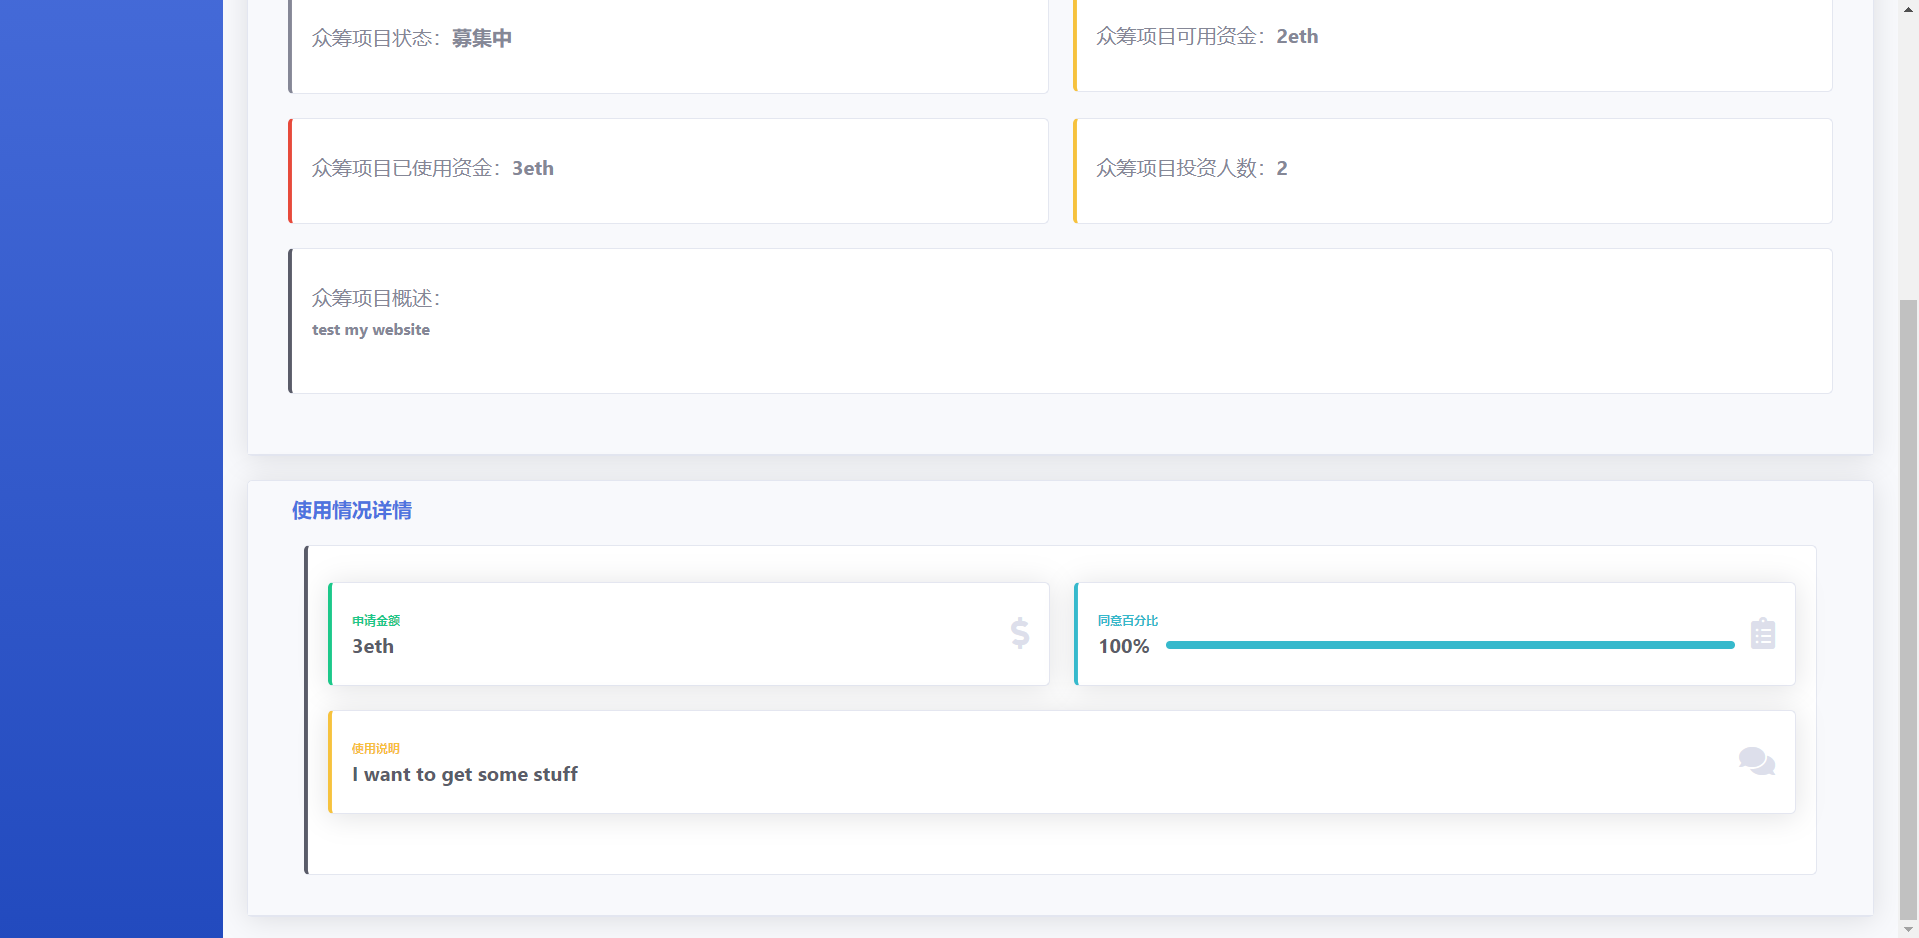 众筹项目状态：募集中
众筹项目可用资金：2eth
众筹项目已使用资金：3eth
众筹项目投资人数：2
众筹项目概述：
test my website
使用情况详情
申请金额
3eth
同意百分比
100%
使用说明
I want to get some stuff